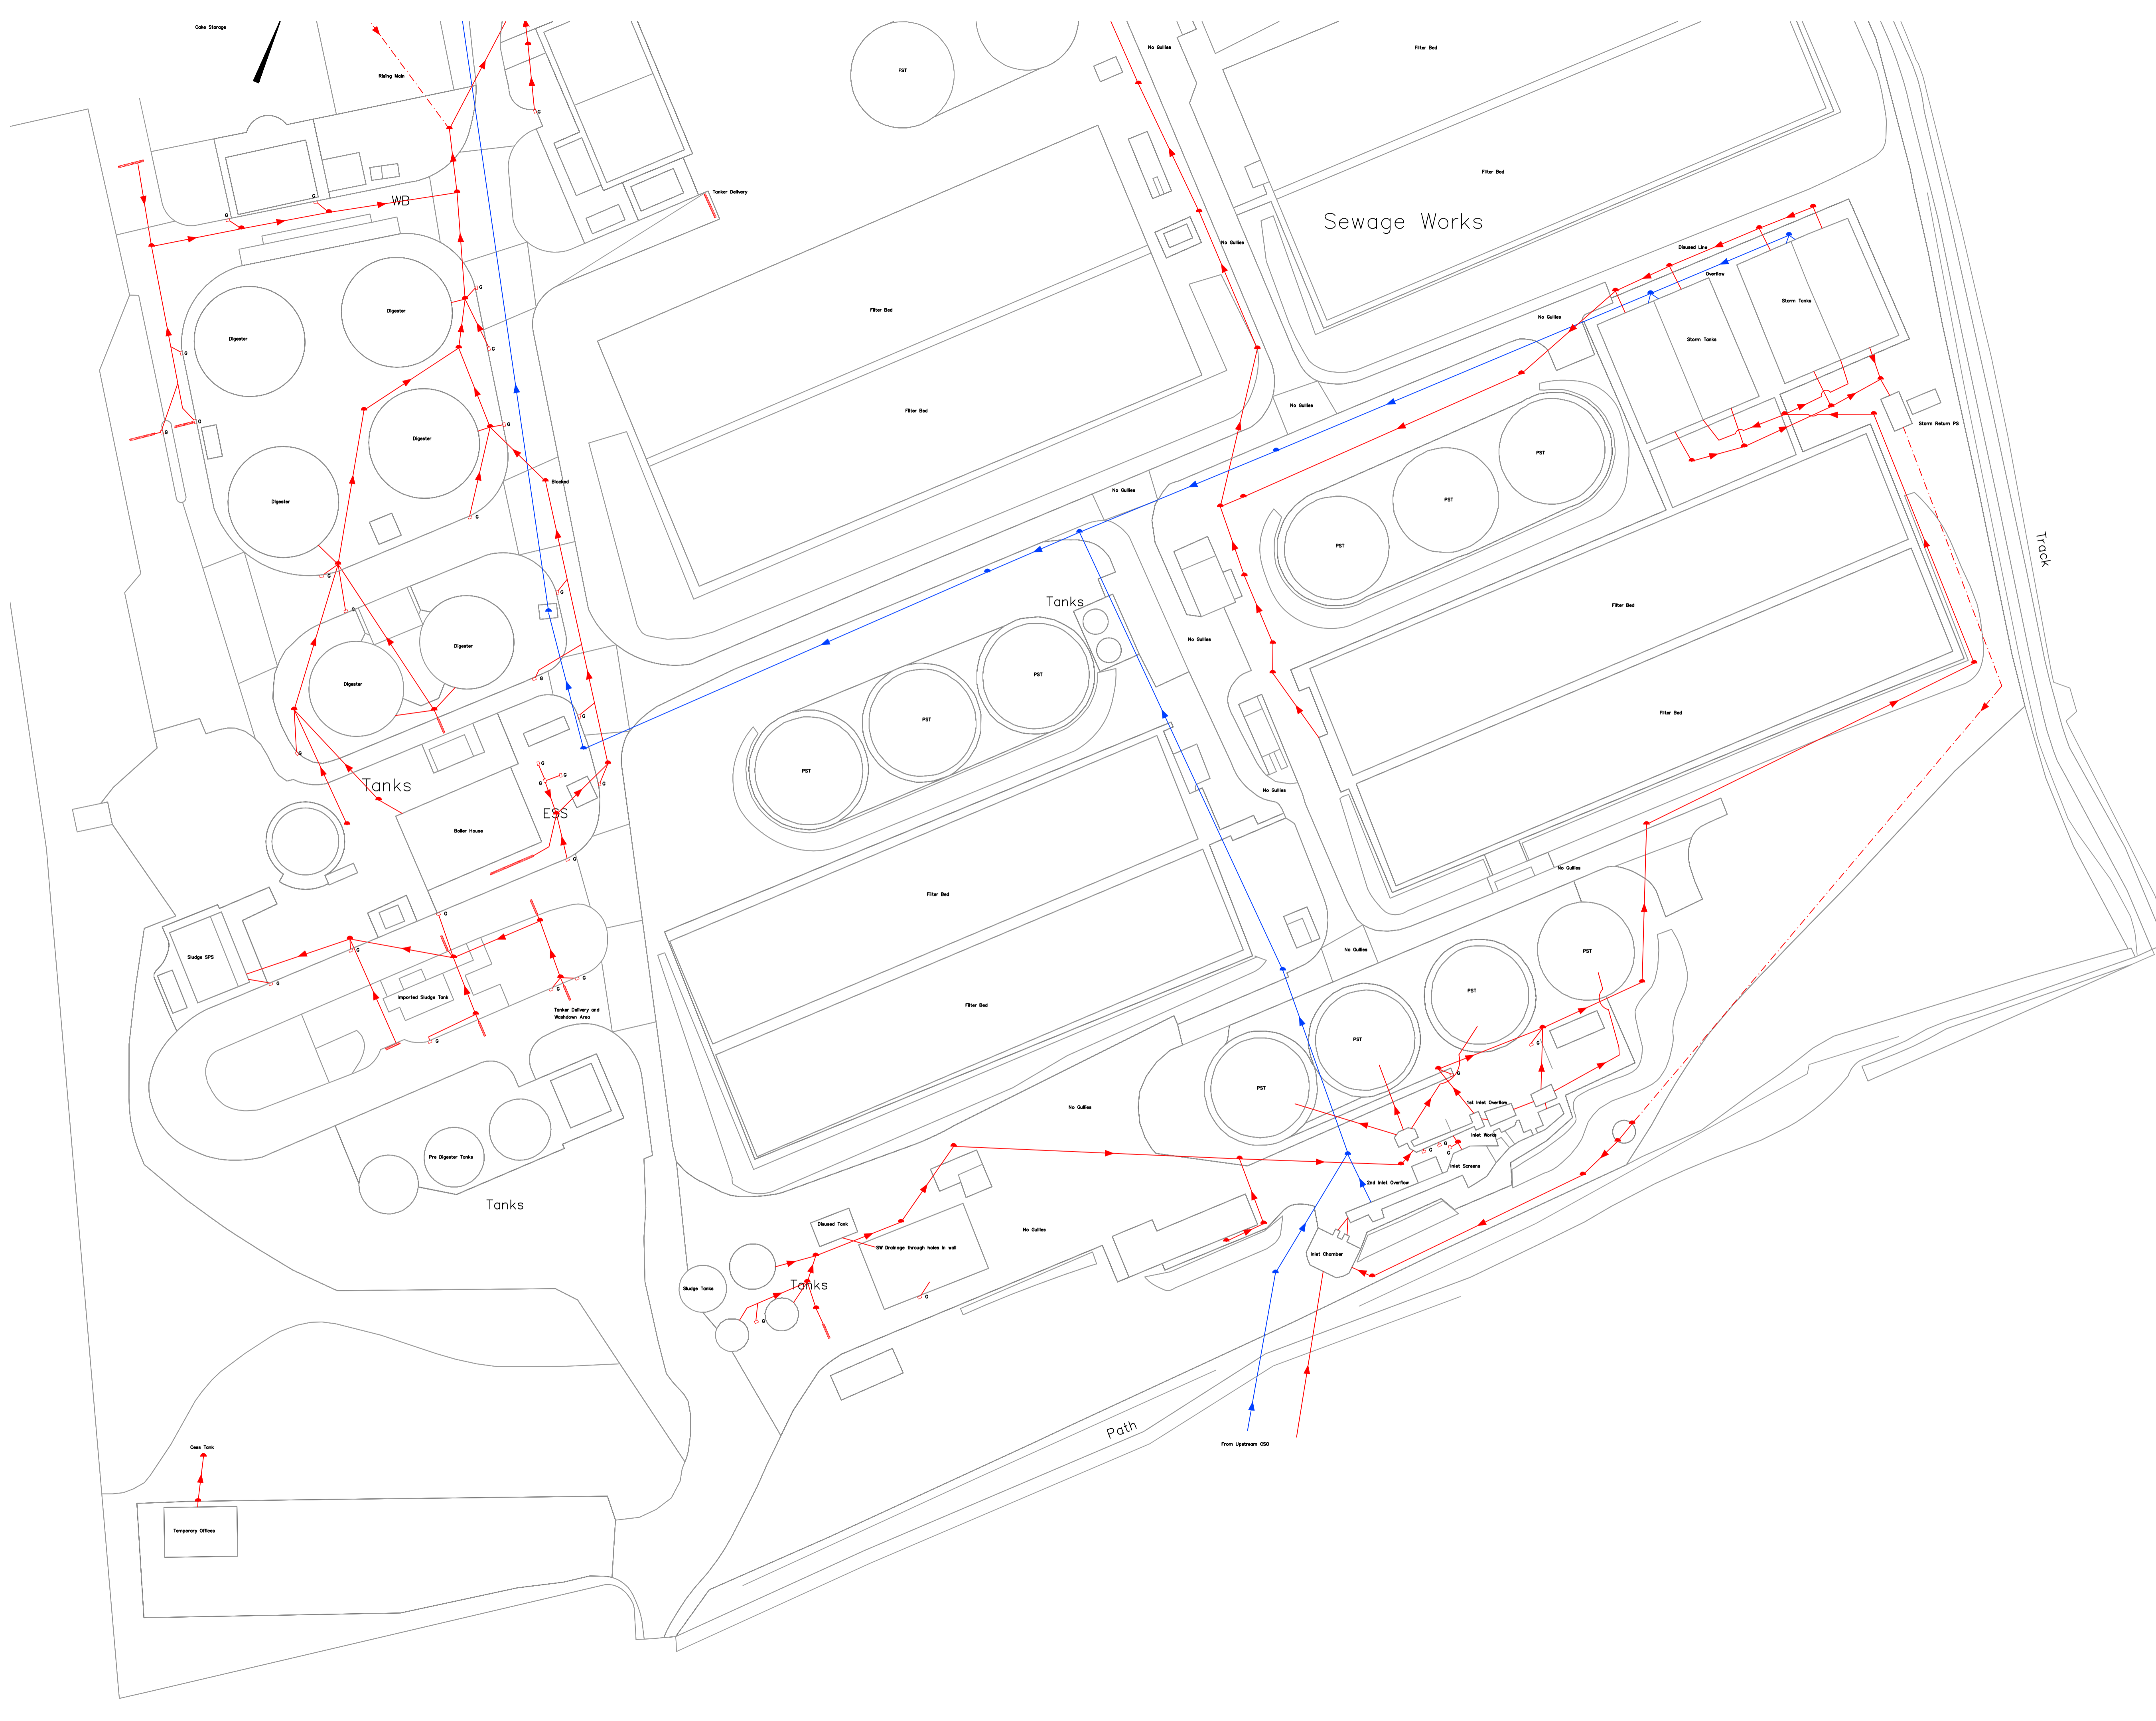 Cake Storage
Rising Main
FST
No Gullies
Filter Bed
Filter Bed
WB
G
G
G
Tanker Delivery
Sewage Works
No Gullies
Disused Line
Overflow
Storm Tanks
Storm Tanks
No Gullies
G
Digester
Digester
G
G
Filter Bed
Filter Bed
No Gullies
G
G
G
Digester
Digester
Blocked
G
No Gullies
PST
PST
PST
Storm Return PS
Track
G
G
G
Digester
Digester
G
Tanks
Filter Bed
No Gullies
PST
PST
PST
Filter Bed
G
G
Tanks
G
G
G
ESS
Boiler House
G
No Gullies
No Gullies
Filter Bed
Filter Bed
G
G
Sludge SPS
G
Imported Sludge Tank
G
G
Tanker Delivery and
Washdown Area
G
No Gullies
PST
PST
PST
PST
G
G
1st Inlet Overflow
Inlet Works
G
G
G
Inlet Screens
2nd Inlet Overflow
No Gullies
Pre Digester Tanks
Tanks
Disused Tank
SW Drainage through holes in wall
No Gullies
Inlet Chamber
Sludge Tanks
Tanks
G
G
Path
From Upstream CSO
Cess Tank
Temporary Offices